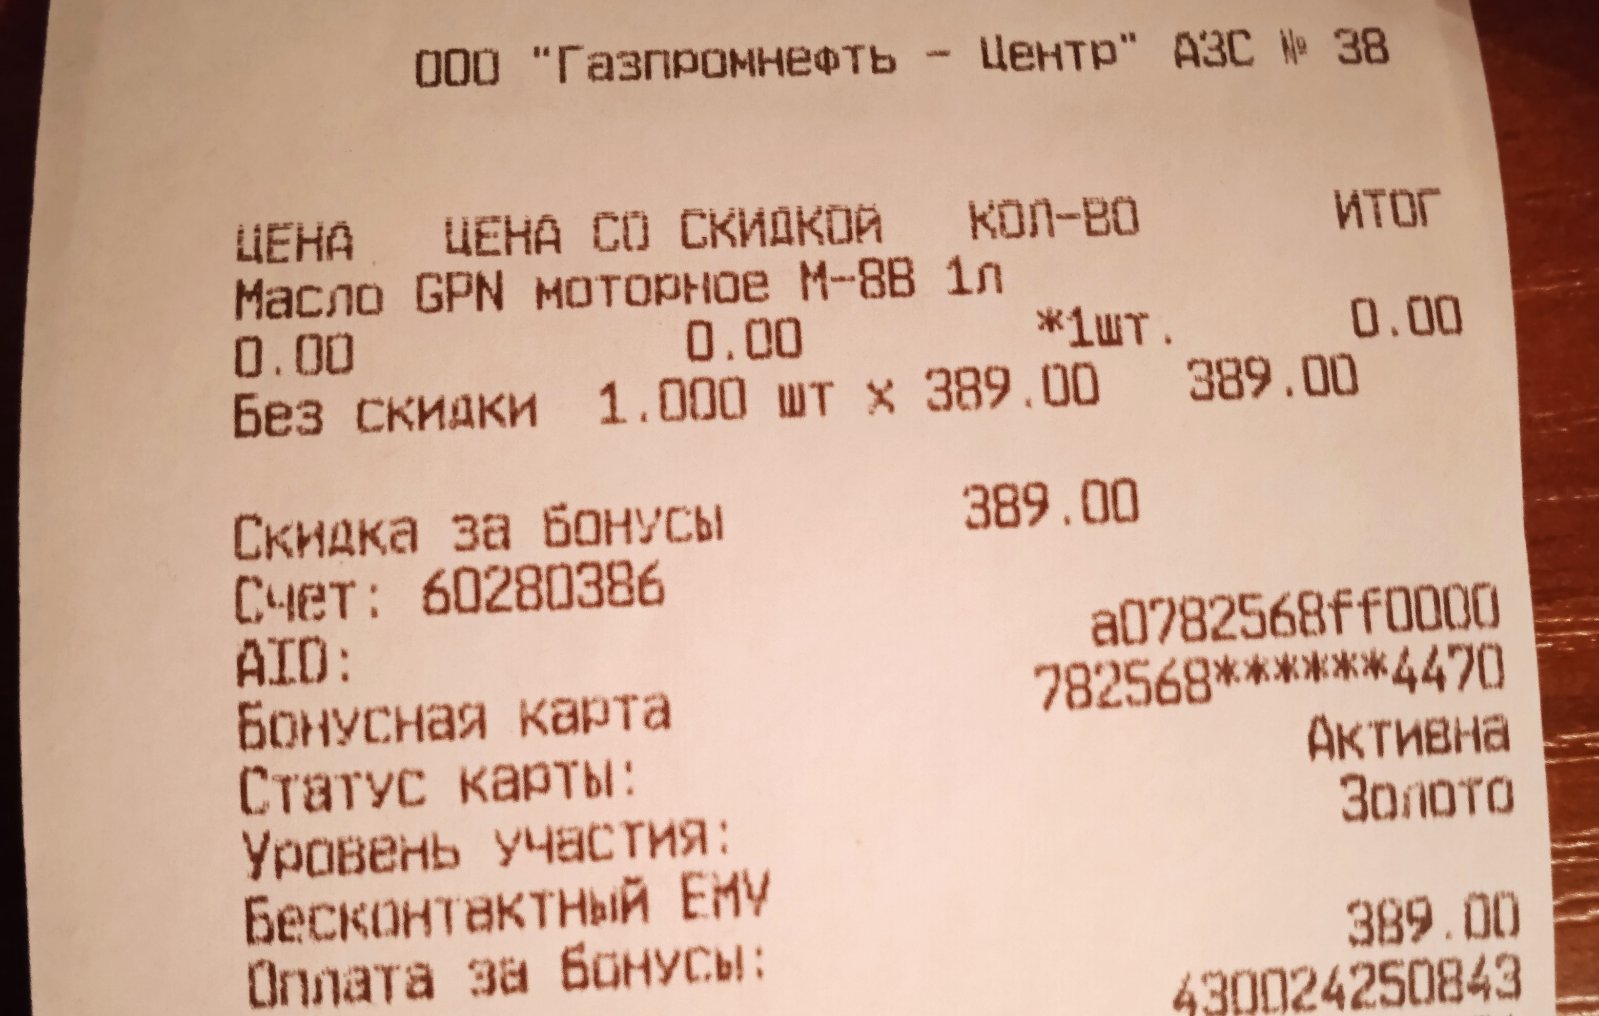 ООО "Газпромнефть - Центр" АЗС № 38
ЦЕНА ЦЕНА СО СКИДКОЙ КОЛ-ВО ИТОГ
Масло GPN моторное М-8В 1л
0.00 0.00 *1шт. 0.00
Без скидки 1.000 шт х 389.00 389.00
Скидка за бонусы 389.00
Счет: 60280386
AID: a0782568ff0000
Бонусная карта 782568******4470
Статус карты: Активна
Уровень участия: Золото
Бесконтактный EMV
Оплата за бонусы: 389.00
430024250843